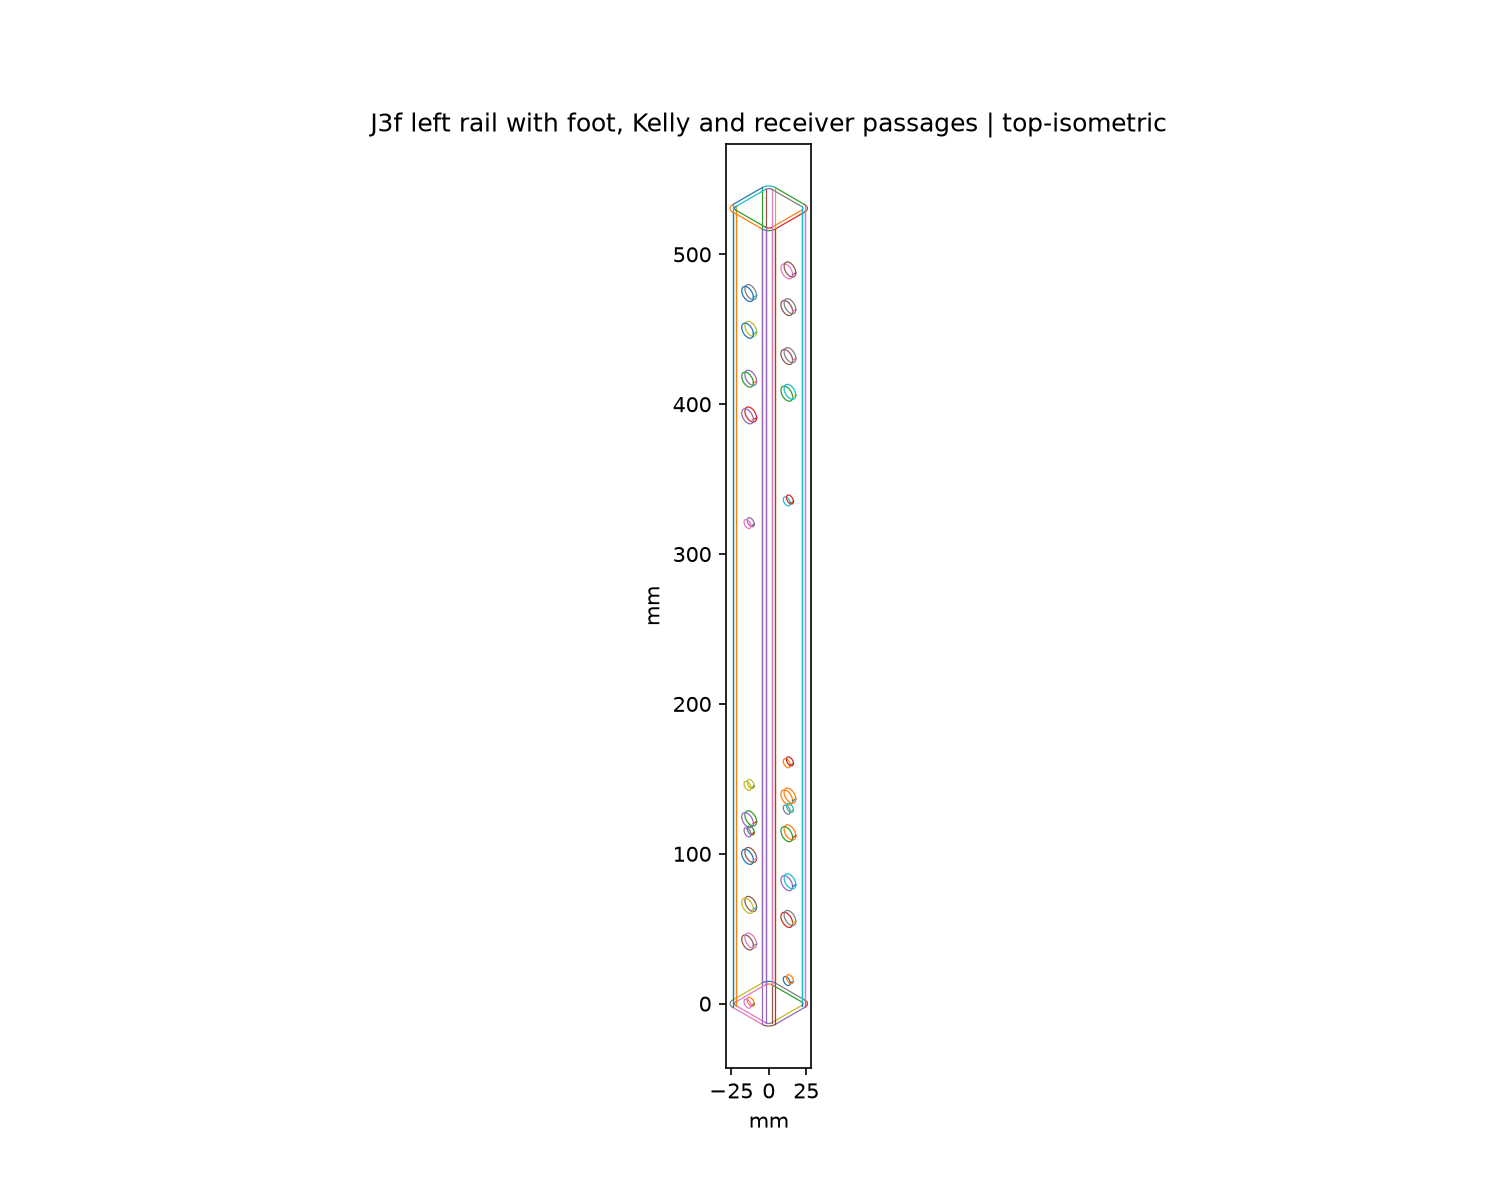 J3f left rail with foot, Kelly and receiver passages | top-isometric
500
400
300
200
100
0
mm
−25 0 25
mm